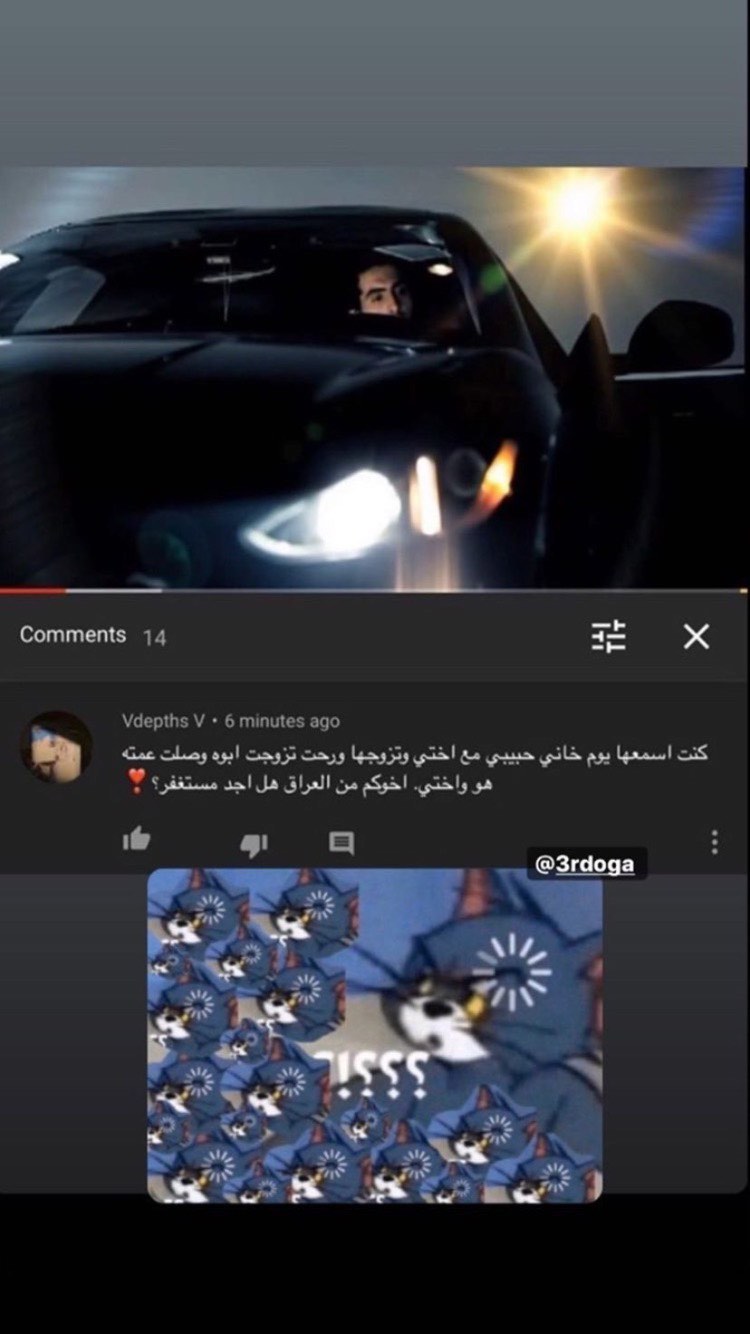 Comments 14
Vdepths V • 6 minutes ago
كنت اسمعها يوم خاني حبيبي مع اختي وتزوجها ورحت تزوجت ابوه وصلت عمته
هو واختي. اخوكم من العراق هل اجد مستغفر؟❣️
@3rdoga